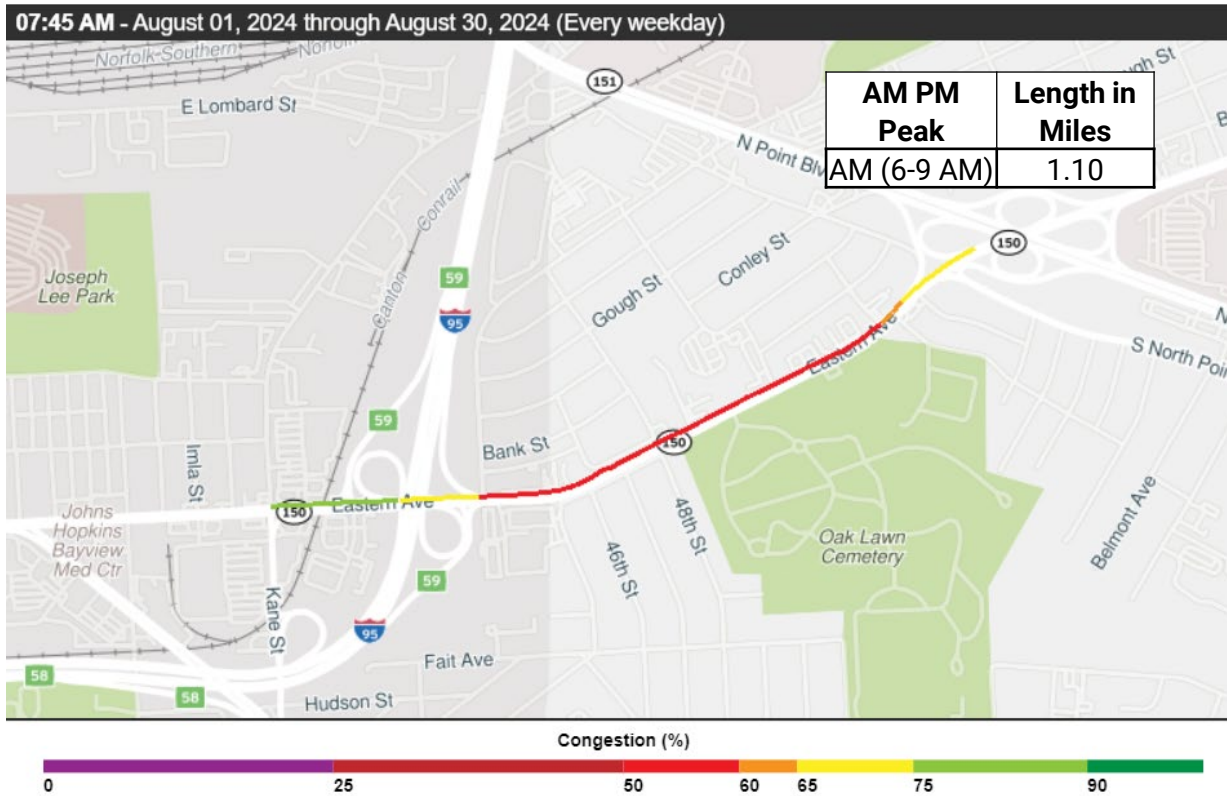 07:45 AM - August 01, 2024 through August 30, 2024 (Every weekday)
Norfolk-Southern
E Lombard St
151
N Point Blv
AM PM Peak
Length in Miles
AM (6-9 AM)
1.10
150
Conrail
Canton
59
95
Gough St
Conley St
Joseph
Lee Park
59
Eastern Ave
S North Poin
Imla St
Bank St
150
150
Eastern Ave
48th St
Johns
Hopkins
Bayview
Med Ctr
Oak Lawn
Cemetery
Belmont Ave
46th St
59
Kane St
95
58
58
Fait Ave
Hudson St
Congestion (%)
0
25
50
60
65
75
90